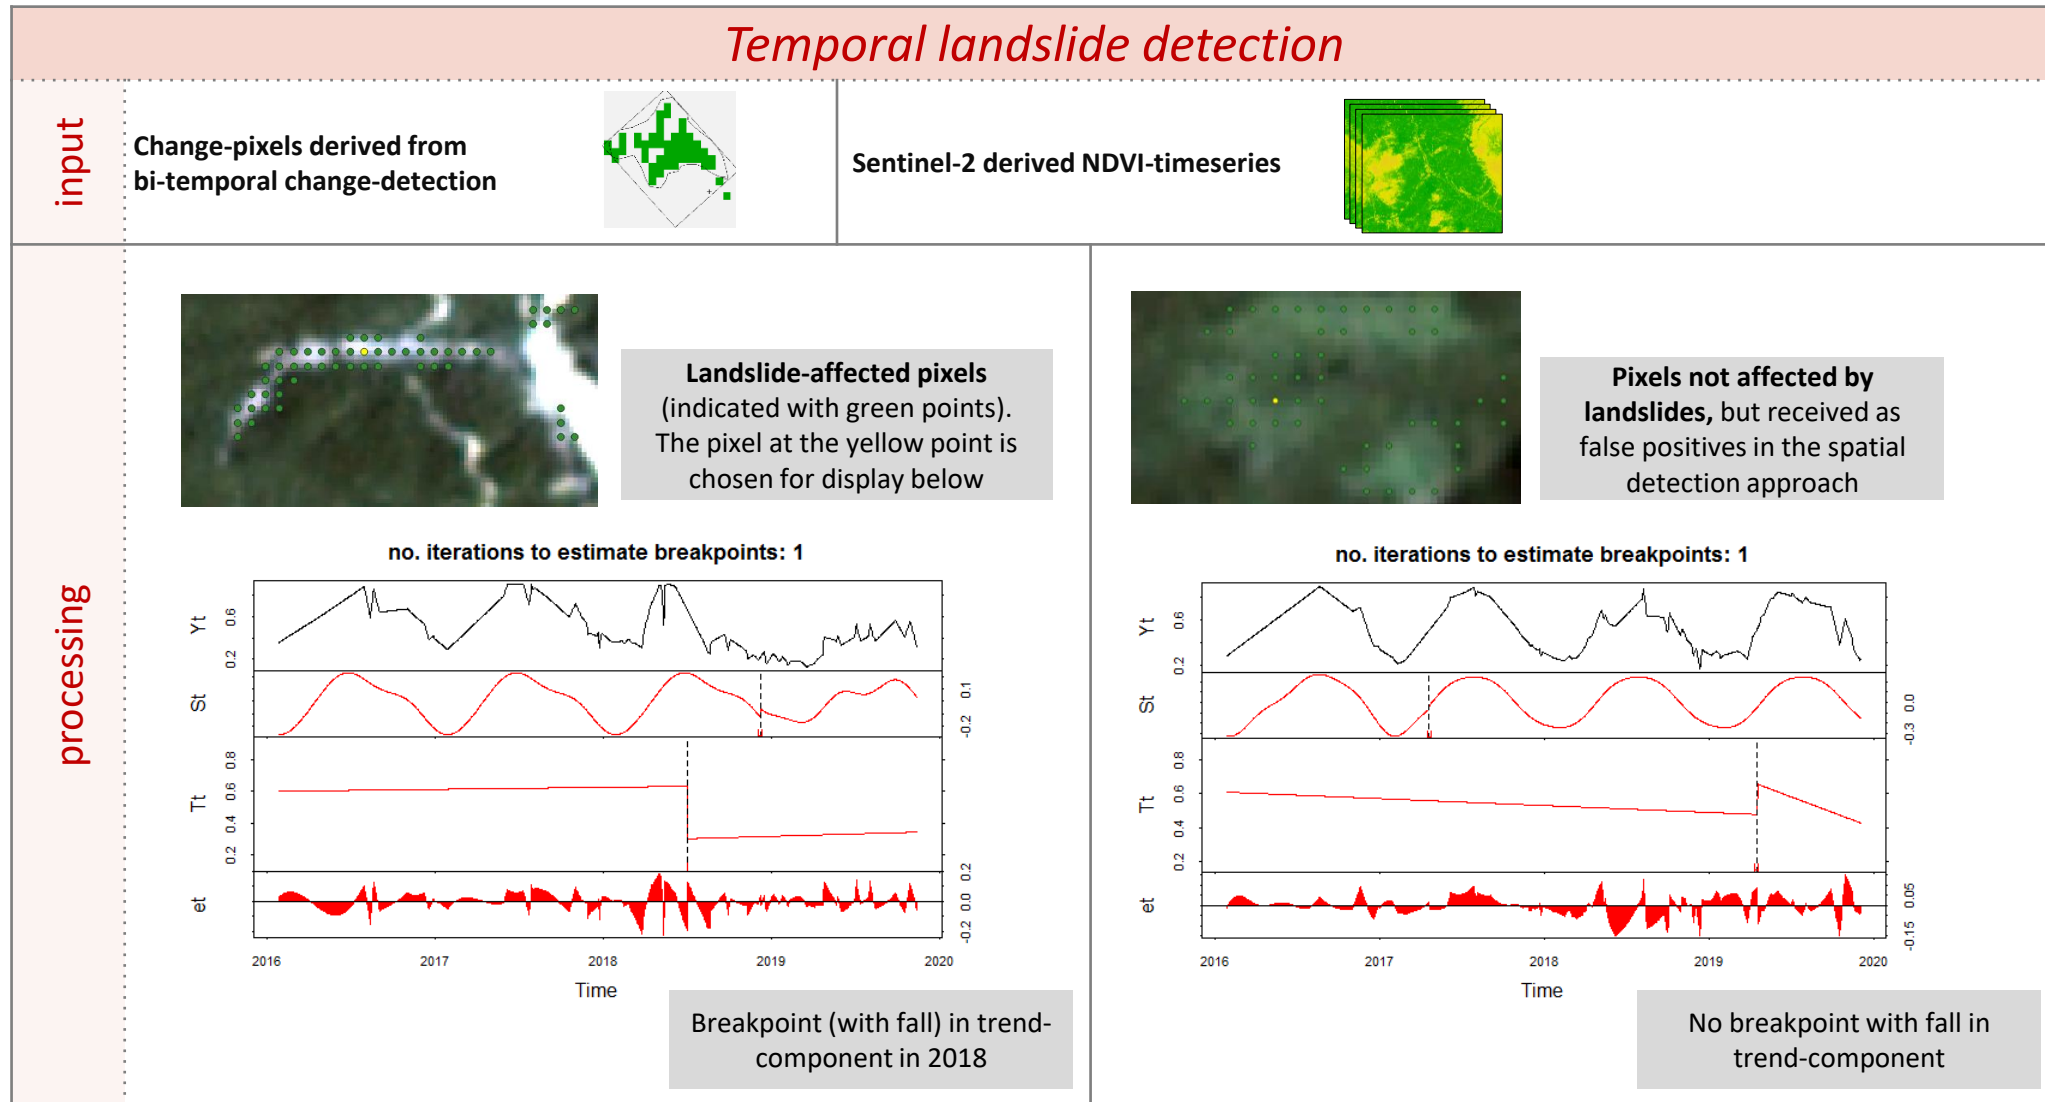 Temporal landslide detection
input
Change-pixels derived from
bi-temporal change-detection
Sentinel-2 derived NDVI-timeseries
processing
Landslide-affected pixels
(indicated with green points).
The pixel at the yellow point is
chosen for display below
no. iterations to estimate breakpoints: 1
Yt
0.2 0.6
St
-0.2 0.1
Tt
0.2 0.4 0.6 0.8
et
-0.2 0.0 0.2
2016 2017 2018 2019 2020
Time
Breakpoint (with fall) in trend-
component in 2018
Pixels not affected by
landslides, but received as
false positives in the spatial
detection approach
no. iterations to estimate breakpoints: 1
Yt
0.2 0.6
St
-0.3 0.0
Tt
0.2 0.4 0.6 0.8
et
-0.15 0.05
2016 2017 2018 2019 2020
Time
No breakpoint with fall in
trend-component